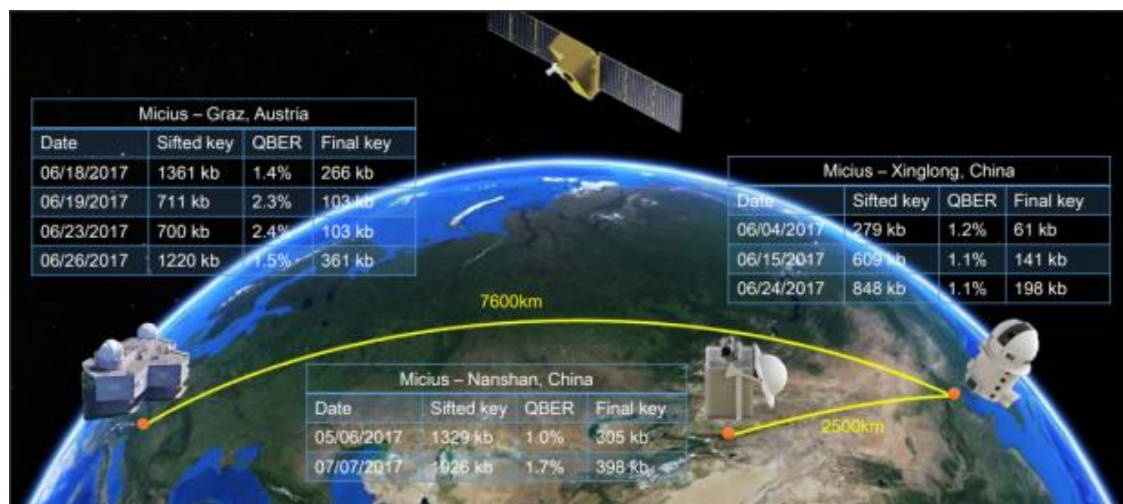 Micius – Graz, Austria
Date Sifted key QBER Final key
06/18/2017 1361 kb 1.4% 266 kb
06/19/2017 711 kb 2.3% 103 kb
06/23/2017 700 kb 2.4% 103 kb
06/26/2017 1220 kb 1.5% 361 kb
Micius – Xinglong, China
Date Sifted key QBER Final key
06/04/2017 279 kb 1.2% 61 kb
06/15/2017 609 kb 1.1% 141 kb
06/24/2017 848 kb 1.1% 198 kb
7600km
Micius – Nanshan, China
Date Sifted key QBER Final key
05/06/2017 1329 kb 1.0% 305 kb
07/07/2017 1926 kb 1.7% 398 kb
2500km